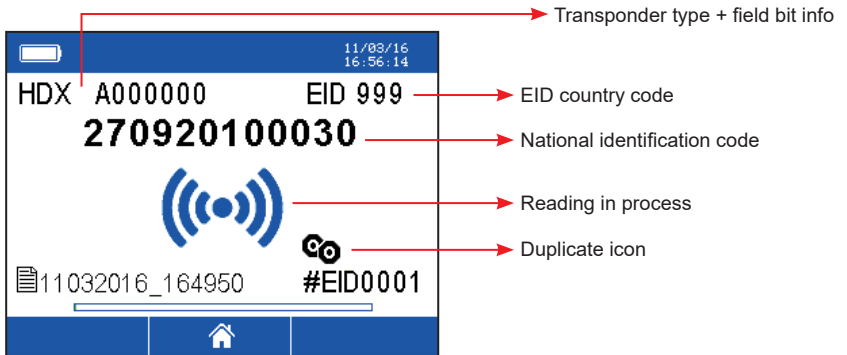 Transponder type + field bit info
11/03/16
16:56:14
HDX A000000 EID 999
EID country code
270920100030
National identification code
Reading in process
Duplicate icon
11032016_164950 #EID0001